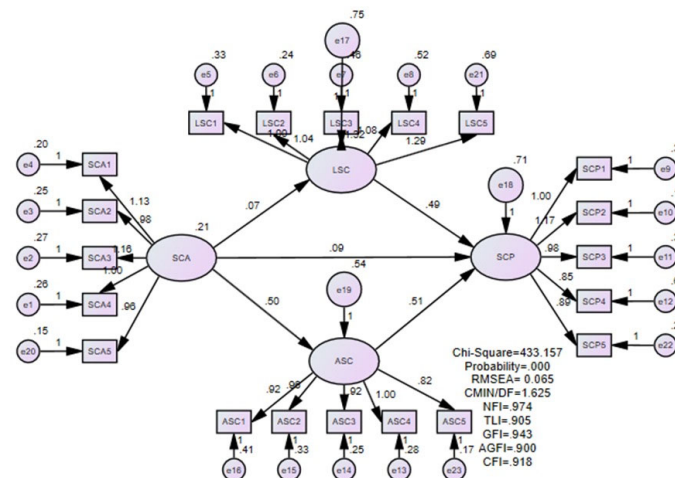 .75
e17
.33
.24
.46
.52
.69
e5
e6
e7
e8
e21
1
1
1
1
LSC1
LSC2
LSC3
LSC4
LSC5
1.00
1.04
1.32
1.08
1.29
LSC
.20
e4
1
SCA1
.25
e3
1
SCA2
.27
e2
1
SCA3
.26
e1
1
SCA4
.15
e20
1
SCA5
1.13
.98
1.16
1.00
.96
.21
SCA
.07
.49
.09
.50
.51
.71
e18
1
SCP
1.00
1.17
.98
.85
.89
SCP1
1
e9
SCP2
1
e10
SCP3
1
e11
SCP4
1
e12
SCP5
1
e22
.54
e19
1
ASC
.92
.92
1.00
.82
ASC1
ASC2
ASC3
ASC4
ASC5
1
1
1
1
1
.41
.33
.25
.28
.17
e16
e15
e14
e13
e23
Chi-Square=433.157
Probability=.000
RMSEA= 0.065
CMIN/DF=1.625
NFI=.974
TLI=.905
GFI=.943
AGFI=.900
CFI=.918